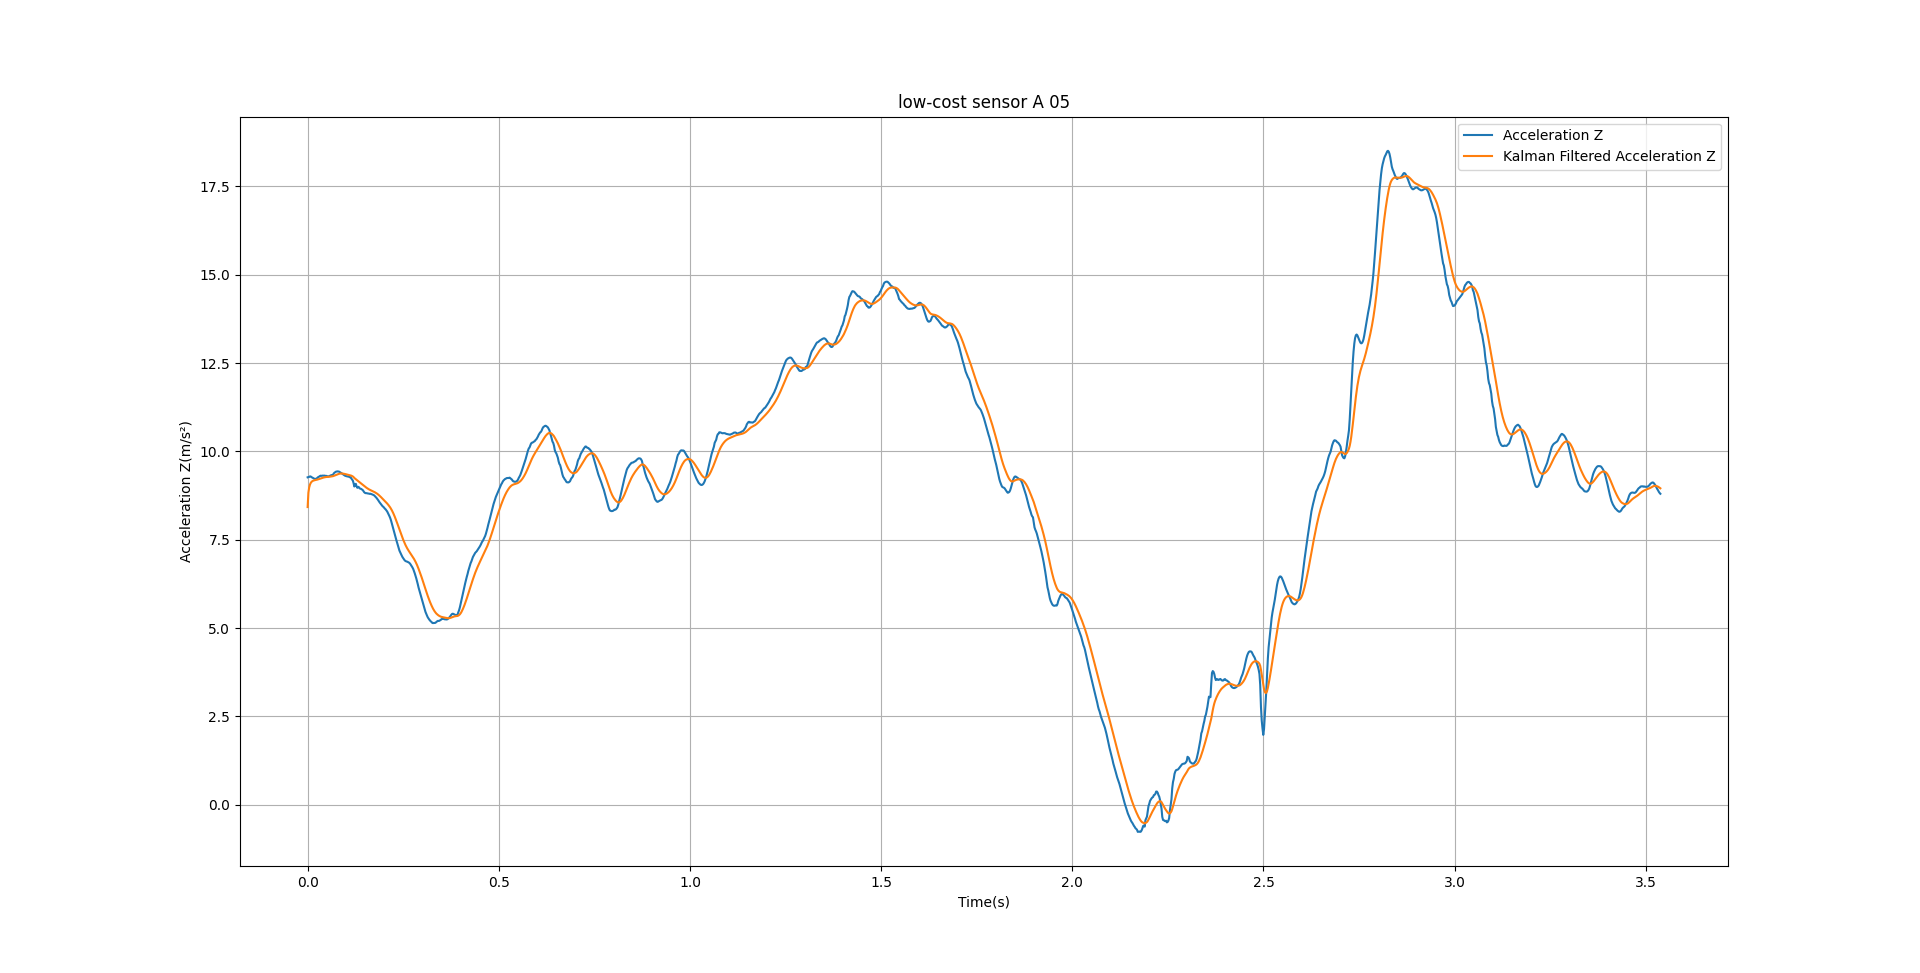 low-cost sensor A 05
Acceleration Z
Kalman Filtered Acceleration Z
Acceleration Z(m/s²)
17.5
15.0
12.5
10.0
7.5
5.0
2.5
0.0
0.0 0.5 1.0 1.5 2.0 2.5 3.0 3.5
Time(s)